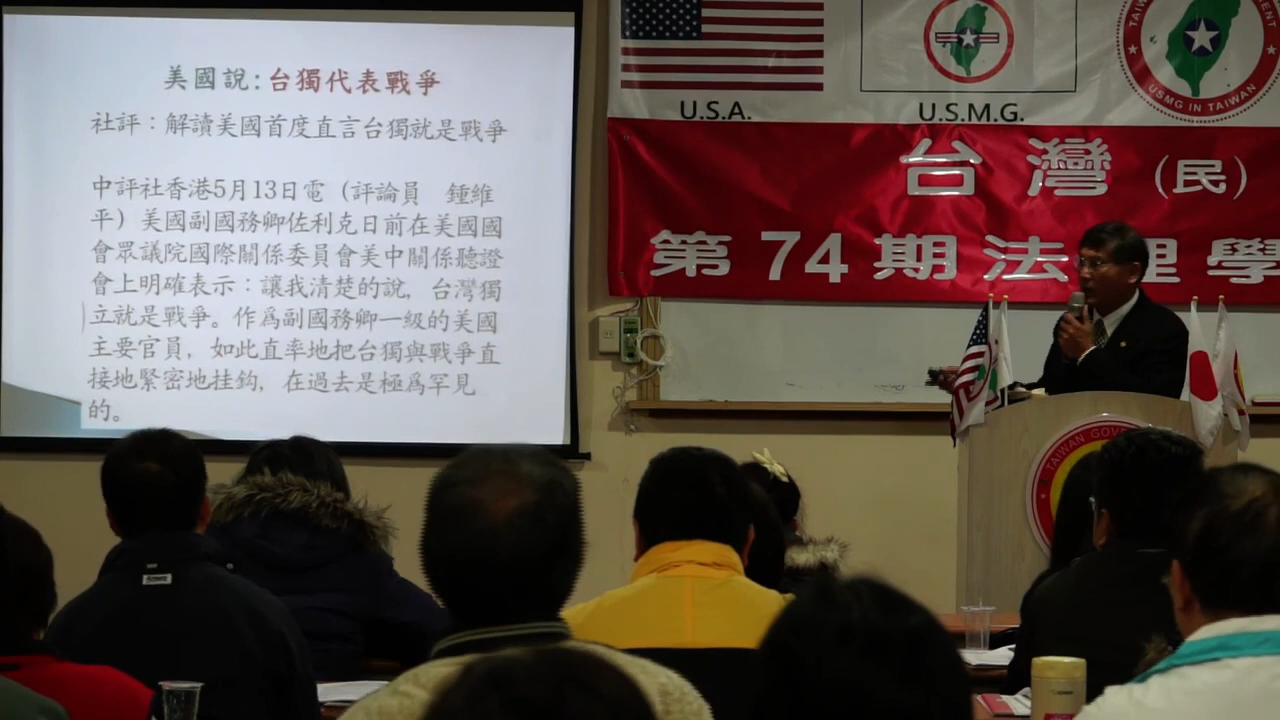 美國說:台獨代表戰爭
社評：解讀美國首度直言台獨就是戰爭
中評社香港5月13日電（評論員　鍾維
平）美國副國務卿佐利克日前在美國國
會眾議院國際關係委員會美中關係聽證
會上明確表示：讓我清楚的說，台灣獨
立就是戰爭。作爲副國務卿一級的美國
主要官員，如此直率地把台獨與戰爭直
接地緊密地挂鈎，在過去是極爲罕見
的。
U.S.A.
U.S.M.G.
USMG IN TAIWAN
台灣(民)
第74期法理學
TAIWAN